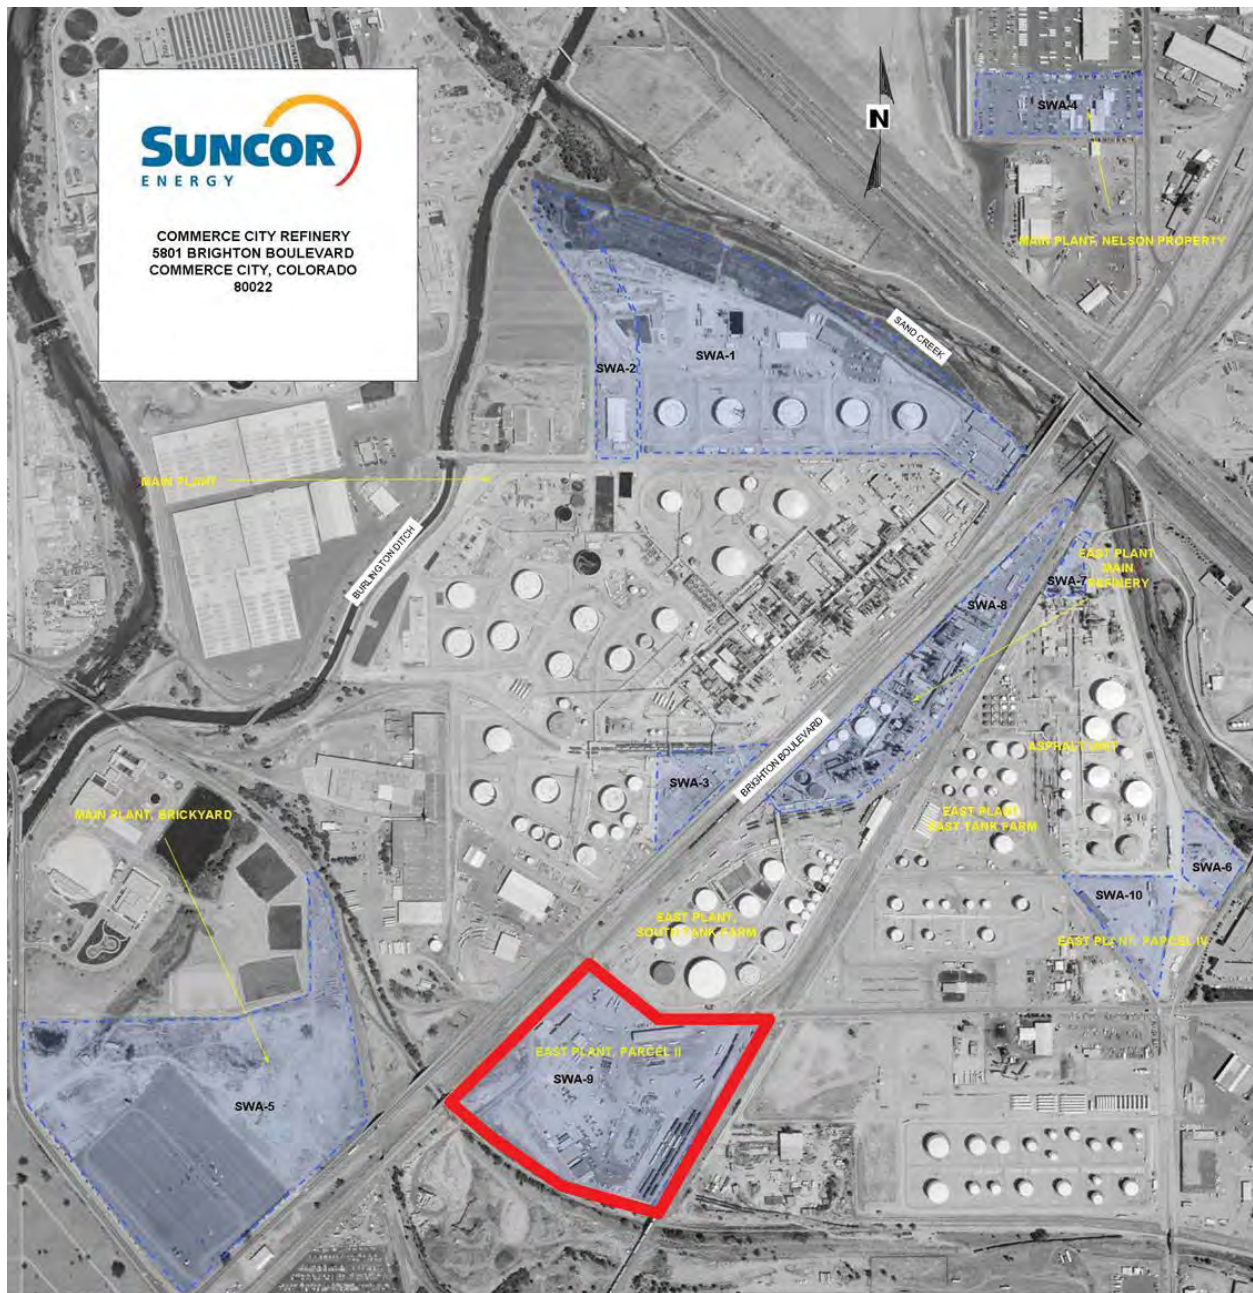 SUNCOR
ENERGY
COMMERCE CITY REFINERY
5801 BRIGHTON BOULEVARD
COMMERCE CITY, COLORADO
80022
N
SWA-4
MAIN PLANT, NELSON PROPERTY
SAND CREEK
SWA-1
SWA-2
MAIN PLANT
BURLINGTON DITCH
EAST PLANT
MAIN
REFINERY
SWA-7
SWA-8
BRIGHTON BOULEVARD
ASPHALT UNIT
SWA-3
MAIN PLANT, BRICKYARD
EAST PLANT,
EAST TANK FARM
SWA-6
SWA-10
EAST PLANT,
SOUTH TANK FARM
EAST PLANT, PARCEL IV
EAST PLANT, PARCEL II
SWA-9
SWA-5